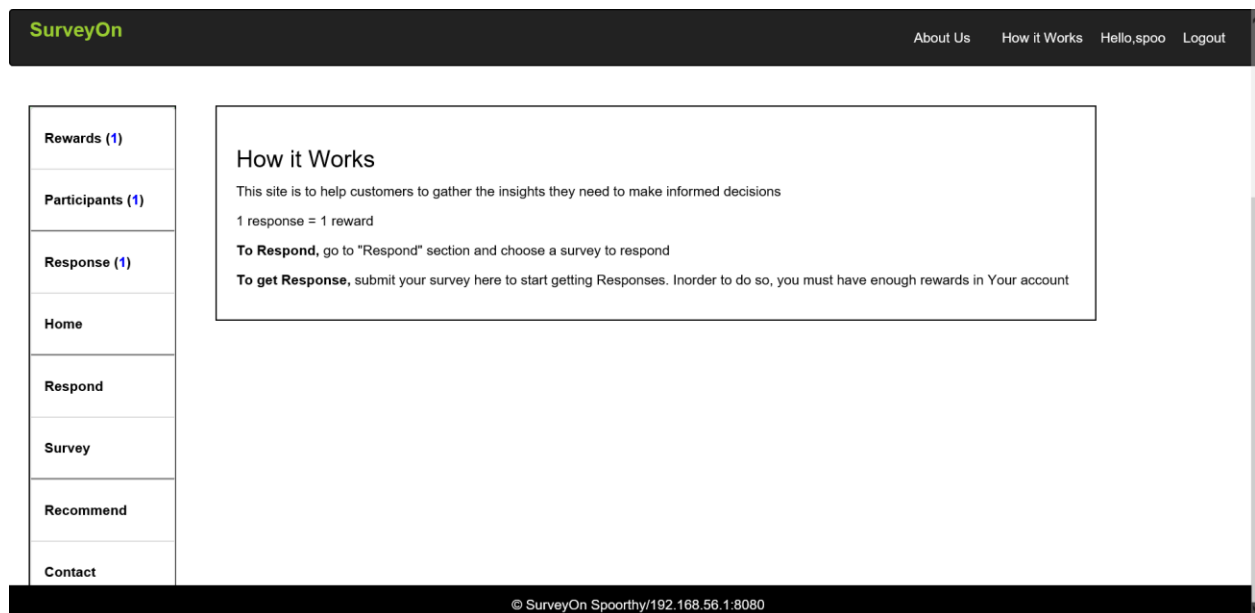 SurveyOn
About Us How it Works Hello,spoo Logout
Rewards (1)
Participants (1)
Response (1)
Home
Respond
Survey
Recommend
Contact
How it Works
This site is to help customers to gather the insights they need to make informed decisions
1 response = 1 reward
To Respond, go to "Respond" section and choose a survey to respond
To get Response, submit your survey here to start getting Responses. Inorder to do so, you must have enough rewards in Your account
© SurveyOn Spoorthy/192.168.56.1:8080